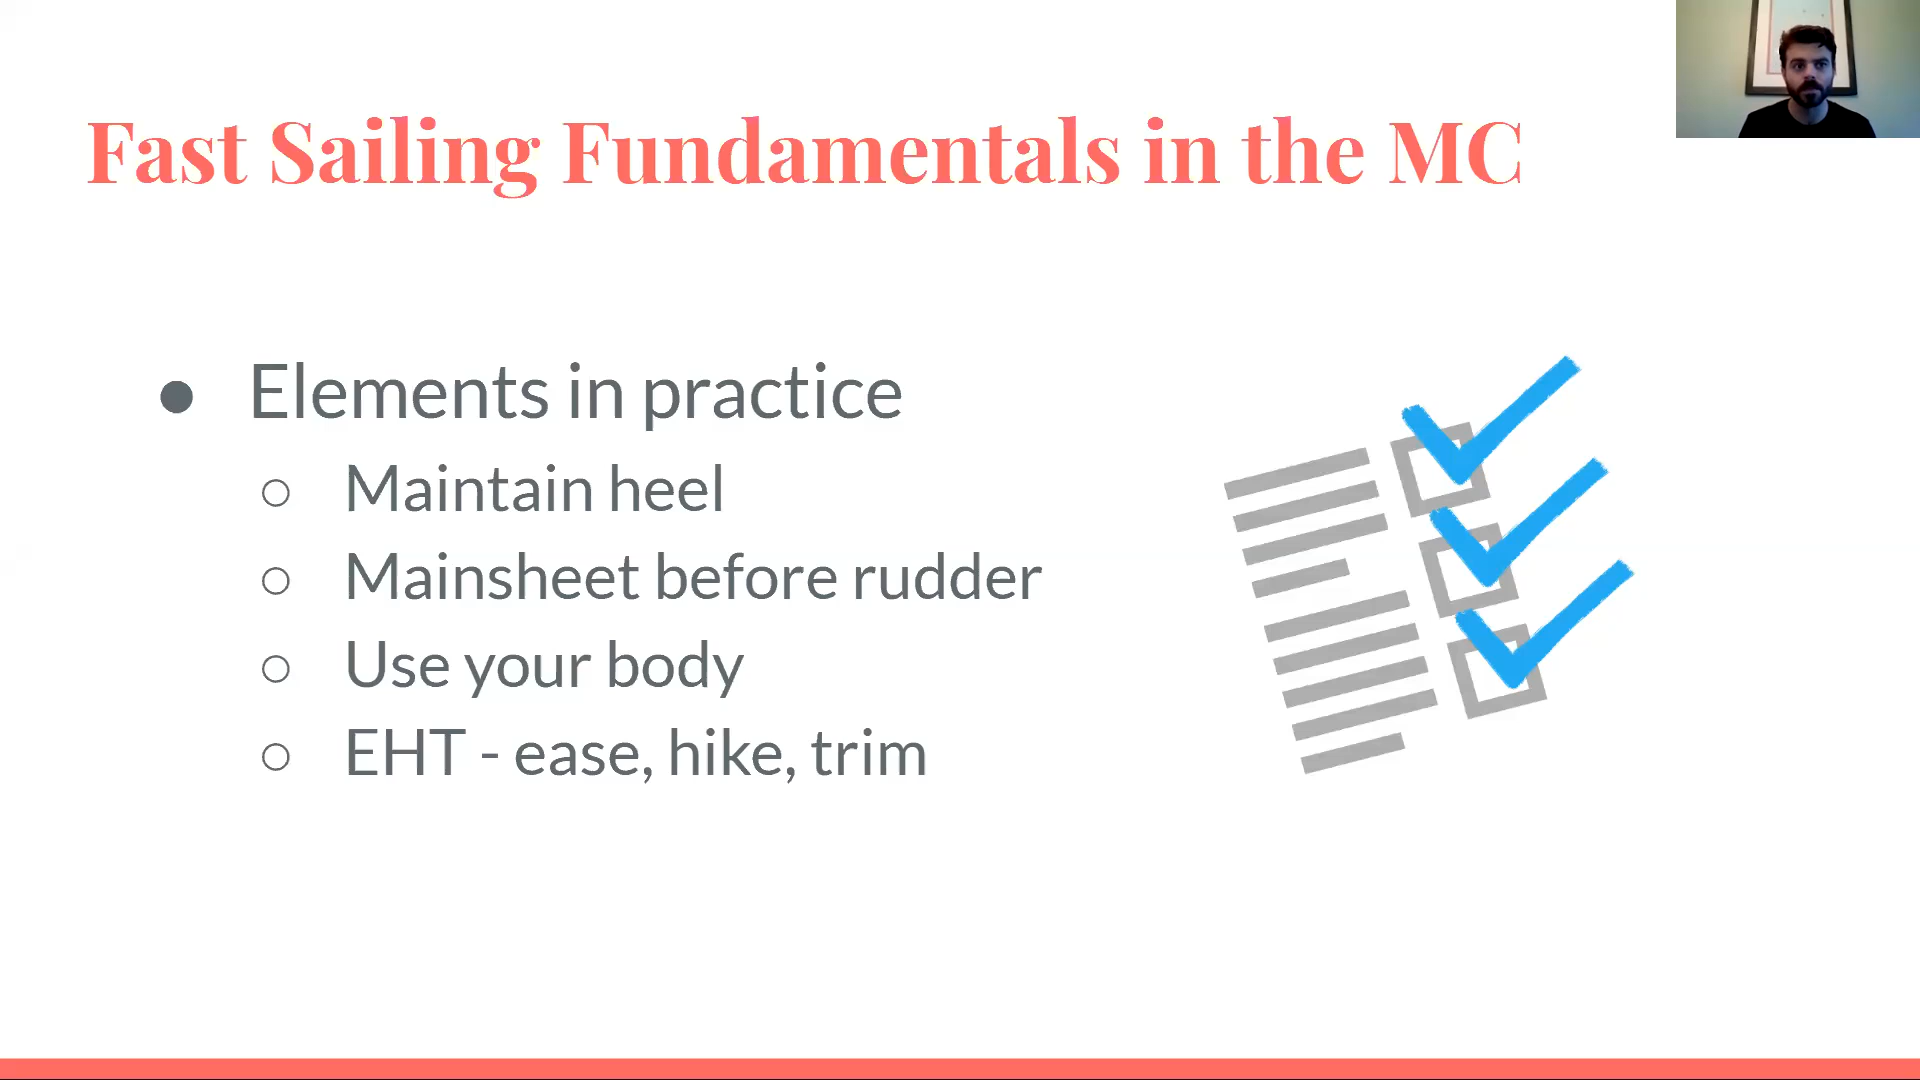 Fast Sailing Fundamentals in the MC
● Elements in practice
○ Maintain heel
○ Mainsheet before rudder
○ Use your body
○ EHT - ease, hike, trim